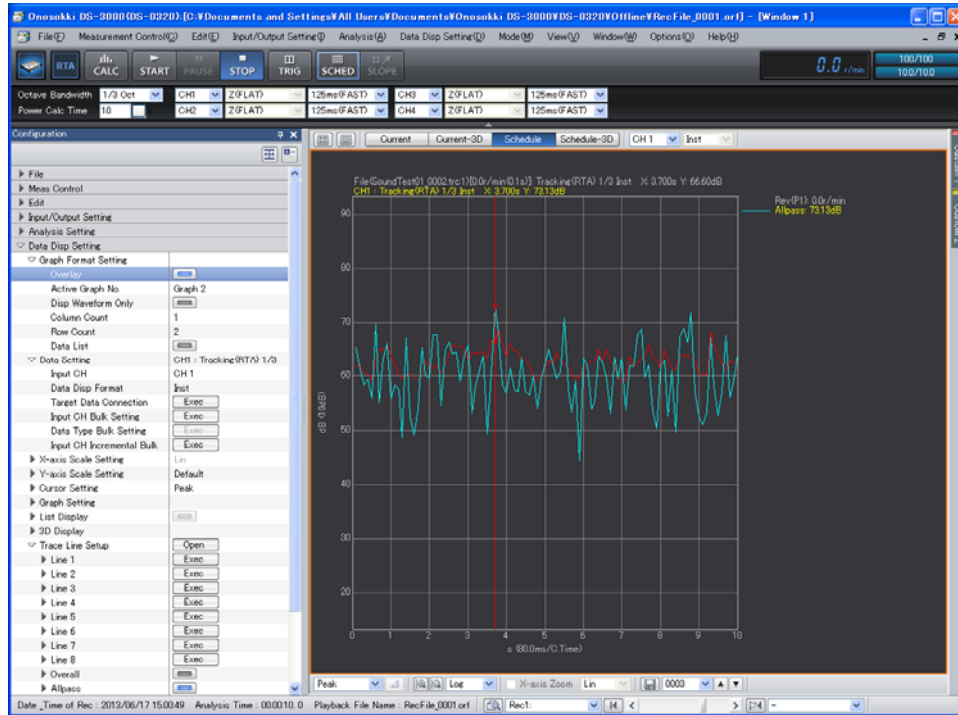 Onosokki DS-3000(DS-0320):[C:¥Documents and Settings¥All Users¥Documents¥Onosokki DS-3000¥DS-0320¥Offline¥RecFile_0001.orf] - [Window 1]
File(F) Measurement Control(C) Edit(E) Input/Output Setting(I) Analysis(A) Data Disp Setting(D) Mode(M) View(V) Window(W) Options(O) Help(H)
RTA CALC START PAUSE STOP TRIG SCHED SLOPE 0.0 r/min 100/100
100/100
Octave Bandwidth 1/3 Oct CH1 Z(FLAT) 125ms(FAST) CH3 Z(FLAT) 125ms(FAST)
Power Calc Time 10 CH2 Z(FLAT) 125ms(FAST) CH4 Z(FLAT) 125ms(FAST)
Configuration
Current Current-3D Schedule Schedule-3D CH 1 Inst
File
Meas Control
Edit
Input/Output Setting
Analysis Setting
Data Disp Setting
Graph Format Setting
Overlay
Active Graph No. Graph 2
Disp Waveform Only
Column Count 1
Row Count 2
Data List
Data Setting CH1 : Tracking(RTA) 1/3
Input CH CH 1
Data Disp Format Inst
Target Data Connection Exec
Input CH Bulk Setting Exec
Data Type Bulk Setting Exec
Input CH Incremental Bulk Exec
X-axis Scale Setting Lin
Y-axis Scale Setting Default
Cursor Setting Peak
Graph Setting
List Display
3D Display
Trace Line Setup Open
Line 1 Exec
Line 2 Exec
Line 3 Exec
Line 4 Exec
Line 5 Exec
Line 6 Exec
Line 7 Exec
Line 8 Exec
Overall
Allpass
File(SoundTest01_0002.trc:1)[0.0r/min(0.1s)] Tracking(RTA) 1/3 Inst X: 3.700s Y: 66.60dB
CH1 : Tracking(RTA) 1/3 Inst X: 3.700s Y: 73.13dB
Rev(P1): 0.0r/min
Allpass: 73.13dB
90
80
70
60
50
40
30
20
dB (10dB)
0 1 2 3 4 5 6 7 8 9 10
s (80.0ms/C.Time)
Peak Log X-axis Zoom Lin 0003
Date _Time of Rec : 2013/06/17 15:00:49 Analysis Time : 00:00:10. 0 Playback File Name : RecFile_0001.orf Rec1: -